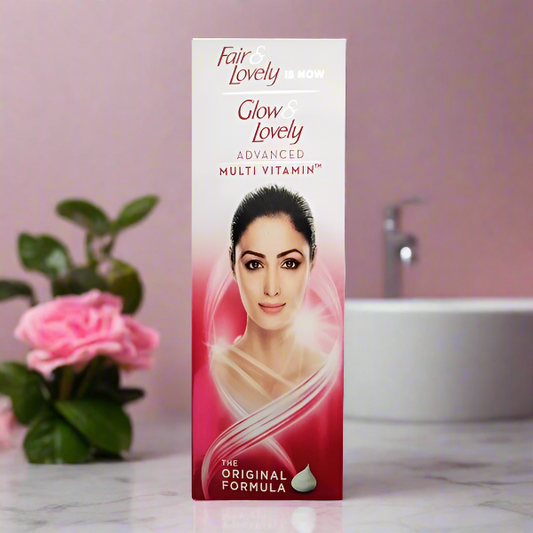 Fair &
Lovely IS NOW
Glow &
Lovely
ADVANCED
MULTI VITAMIN™
THE
ORIGINAL
FORMULA